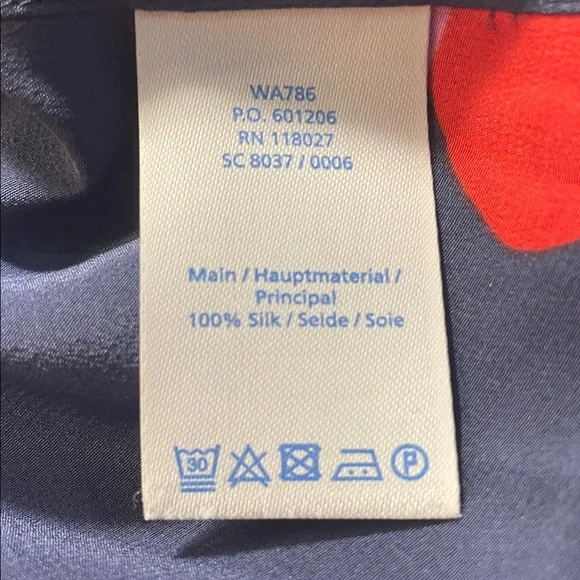 WA786
P.O. 601206
RN 118027
SC 8037 / 0006
Main / Hauptmaterial /
Principal
100% Silk / Seide / Soie
30 P